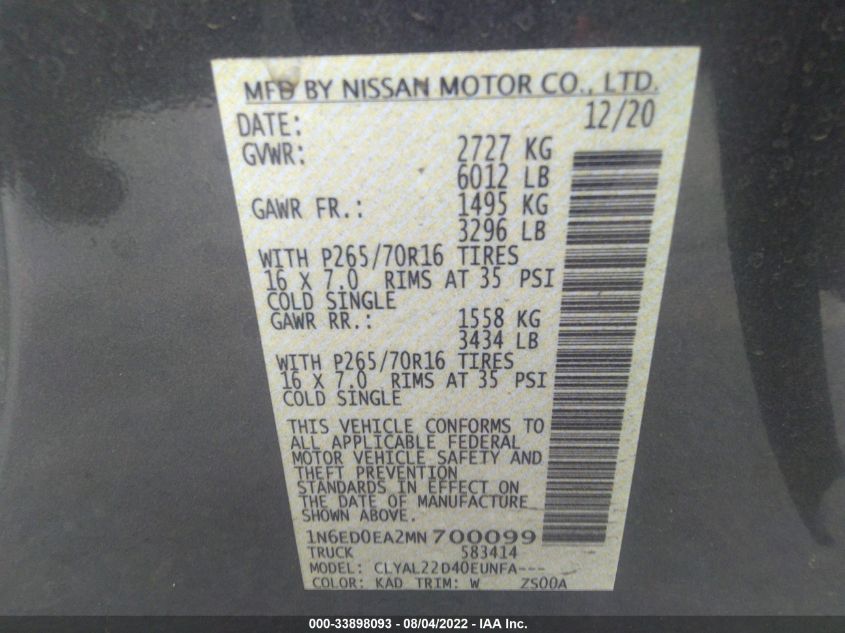 MFD BY NISSAN MOTOR CO., LTD.
DATE: 12/20
GVWR: 2727 KG
6012 LB
GAWR FR.: 1495 KG
3296 LB
WITH P265/70R16 TIRES
16 X 7.0 RIMS AT 35 PSI
COLD SINGLE
GAWR RR.: 1558 KG
3434 LB
WITH P265/70R16 TIRES
16 X 7.0 RIMS AT 35 PSI
COLD SINGLE
THIS VEHICLE CONFORMS TO
ALL APPLICABLE FEDERAL
MOTOR VEHICLE SAFETY AND
THEFT PREVENTION
STANDARDS IN EFFECT ON
THE DATE OF MANUFACTURE
SHOWN ABOVE.
1N6ED0EA2MN700099
TRUCK 583414
MODEL: CLYAL22D40EUNFA---
COLOR: KAD TRIM: W ZS00A
000-33898093 - 08/04/2022 - IAA Inc.